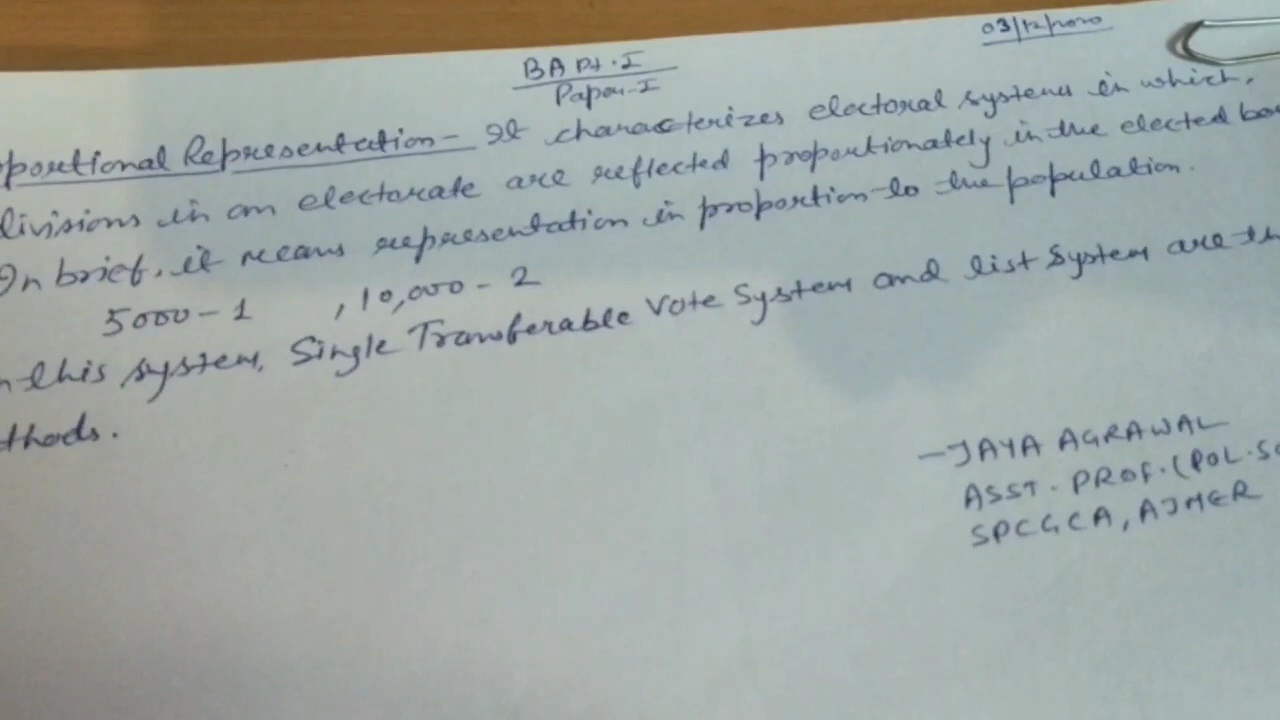 03/12/2020
BA Pt. I
Paper-I
oportional Representation - It characterizes electoral systems in which,
divisions in an electorate are reflected proportionately in the elected bod
In brief, it means representation in proportion to the population.
5000-1 , 10,000-2
n this system, Single Transferable Vote System and list System are th
thods.
-JAYA AGRAWAL
ASST. PROF. (POL. SC
SPCGCA, AJMER